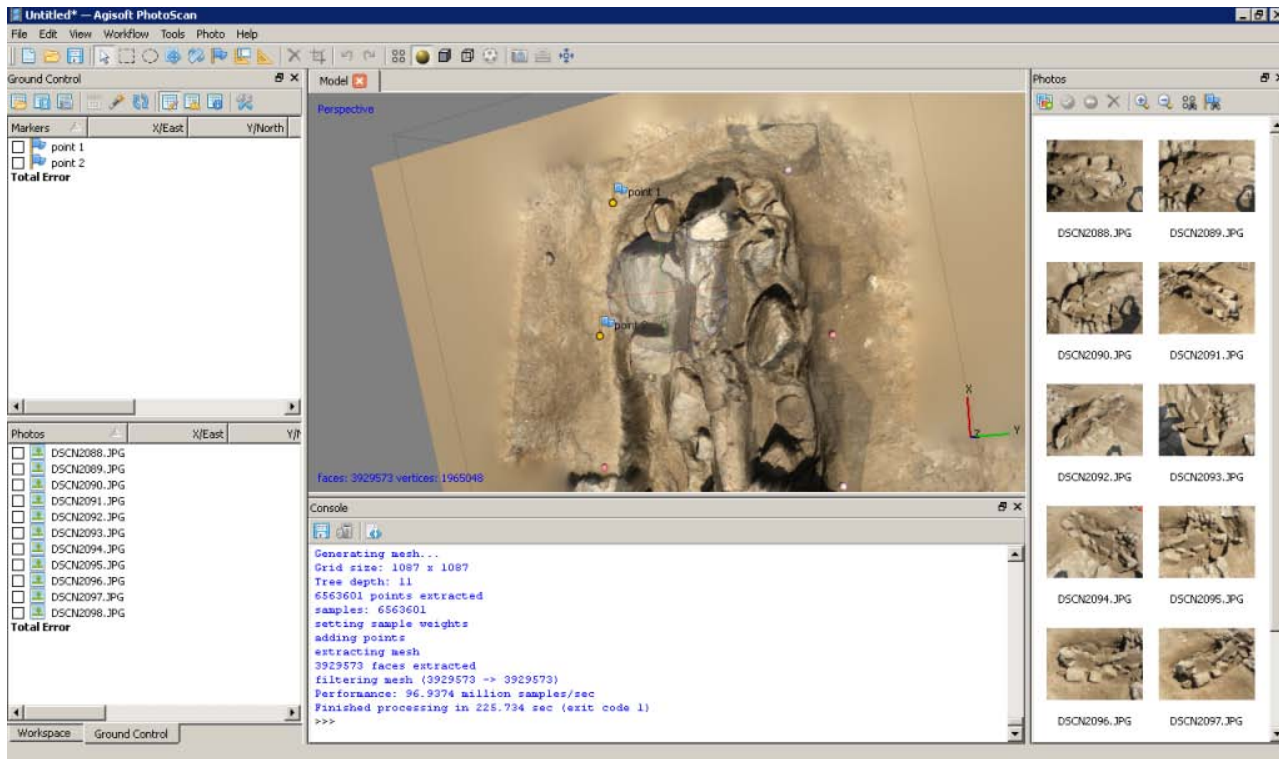 Untitled* — Agisoft PhotoScan
File Edit View Workflow Tools Photo Help
Ground Control
Markers X/East Y/North
point 1
point 2
Total Error
Photos X/East Y/N
DSCN2088.JPG
DSCN2089.JPG
DSCN2090.JPG
DSCN2091.JPG
DSCN2092.JPG
DSCN2093.JPG
DSCN2094.JPG
DSCN2095.JPG
DSCN2096.JPG
DSCN2097.JPG
DSCN2098.JPG
Total Error
Workspace Ground Control
Model
Perspective
point 1
point
X
Z Y
faces: 3929573 vertices: 1965048
Console
Generating mesh...
Grid size: 1087 x 1087
Tree depth: 11
6563601 points extracted
samples: 6563601
setting sample weights
adding points
extracting mesh
3929573 faces extracted
filtering mesh (3929573 -> 3929573)
Performance: 96.9374 million samples/sec
Finished processing in 225.734 sec (exit code 1)
>>>
Photos
DSCN2088.JPG DSCN2089.JPG
DSCN2090.JPG DSCN2091.JPG
DSCN2092.JPG DSCN2093.JPG
DSCN2094.JPG DSCN2095.JPG
DSCN2096.JPG DSCN2097.JPG